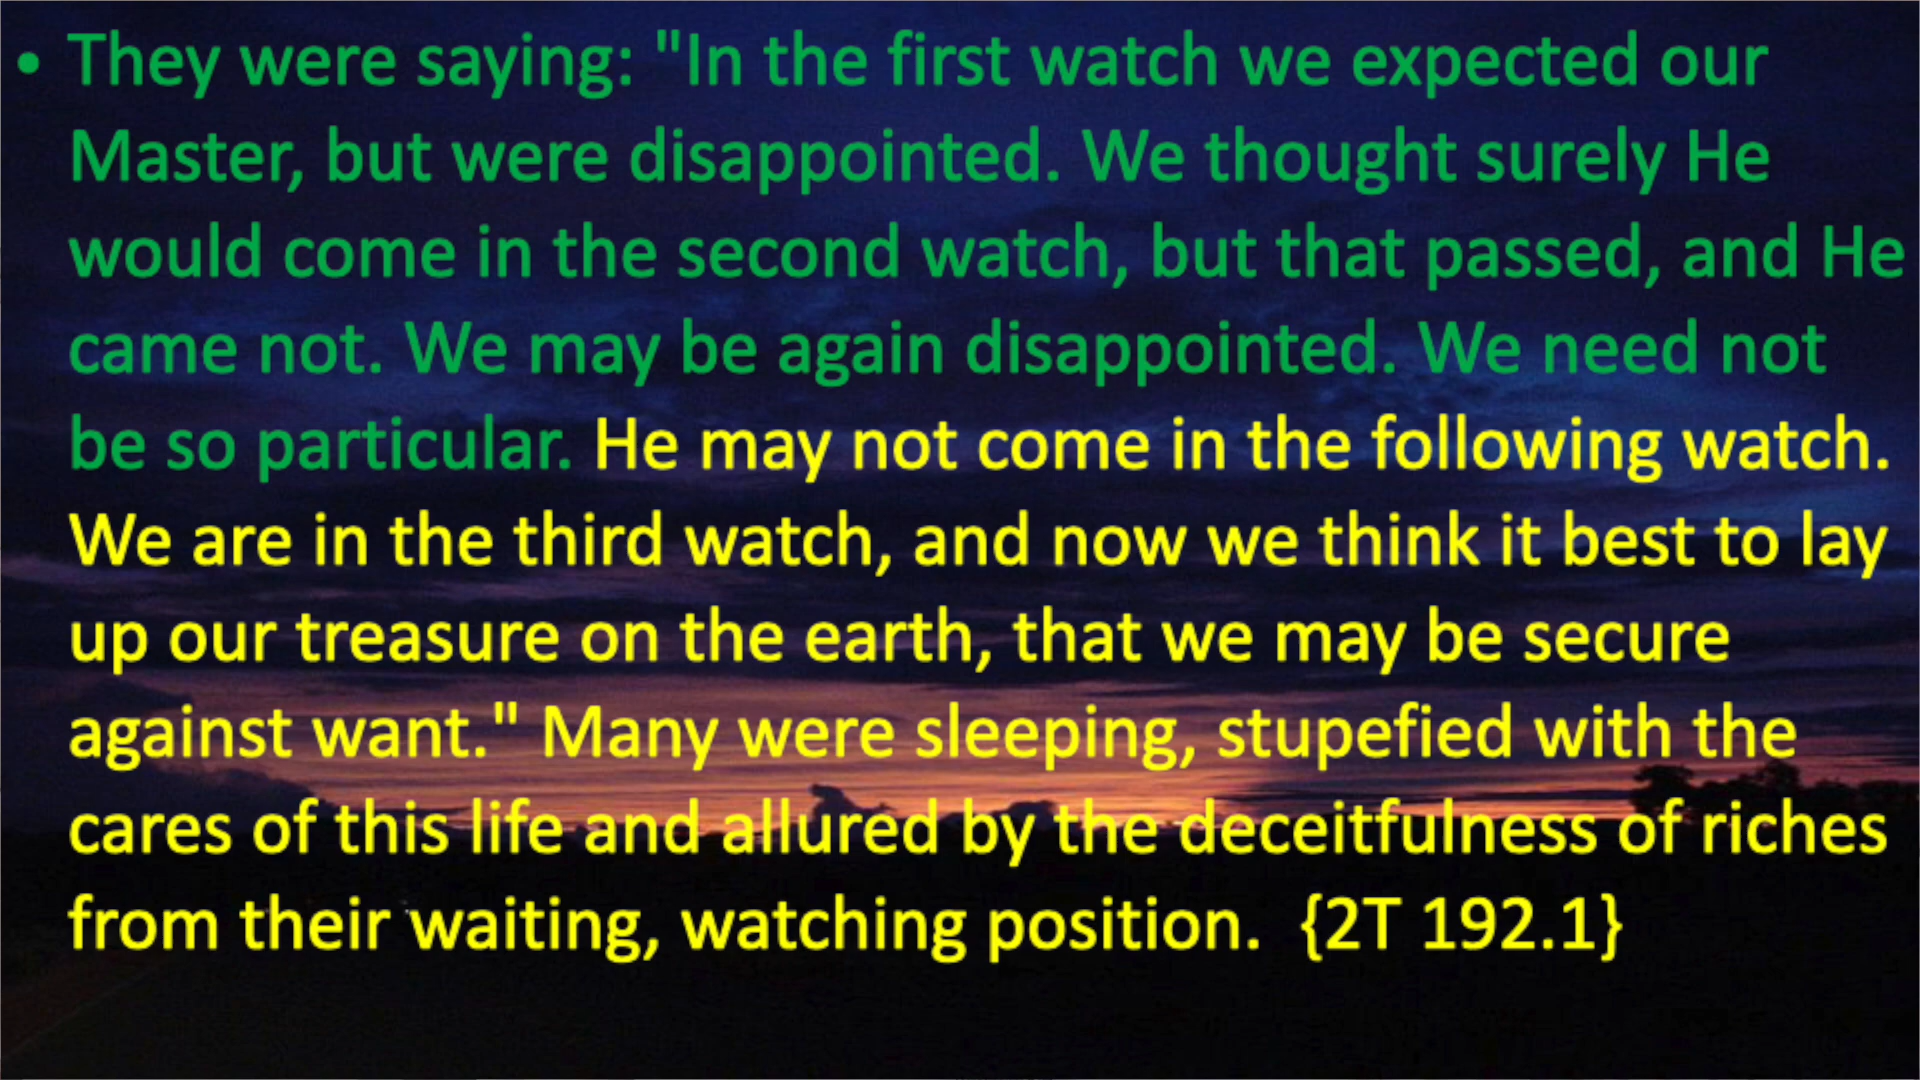 • They were saying: "In the first watch we expected our
Master, but were disappointed. We thought surely He
would come in the second watch, but that passed, and He
came not. We may be again disappointed. We need not
be so particular. He may not come in the following watch.
We are in the third watch, and now we think it best to lay
up our treasure on the earth, that we may be secure
against want." Many were sleeping, stupefied with the
cares of this life and allured by the deceitfulness of riches
from their waiting, watching position.  {2T 192.1}